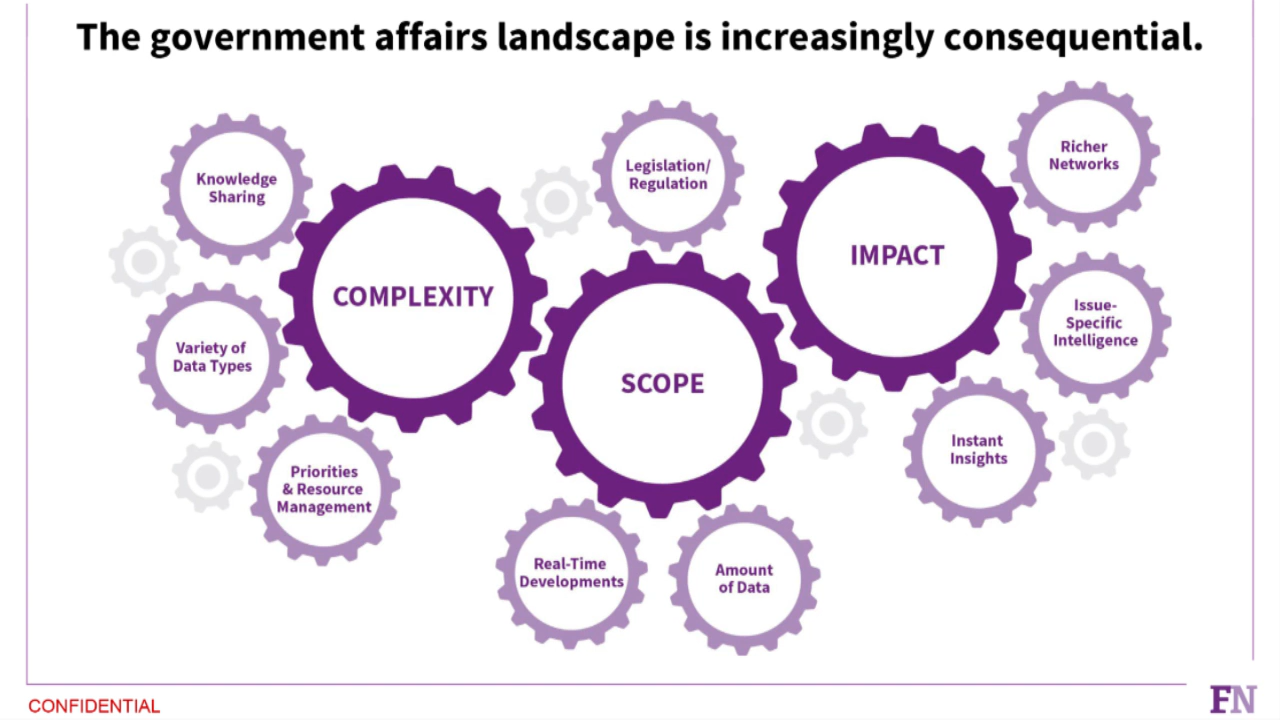 The government affairs landscape is increasingly consequential.
Knowledge
Sharing
Variety of
Data Types
Priorities
& Resource
Management
COMPLEXITY
Legislation/
Regulation
SCOPE
Real-Time
Developments
Amount
of Data
IMPACT
Richer
Networks
Issue-
Specific
Intelligence
Instant
Insights
CONFIDENTIAL
FN